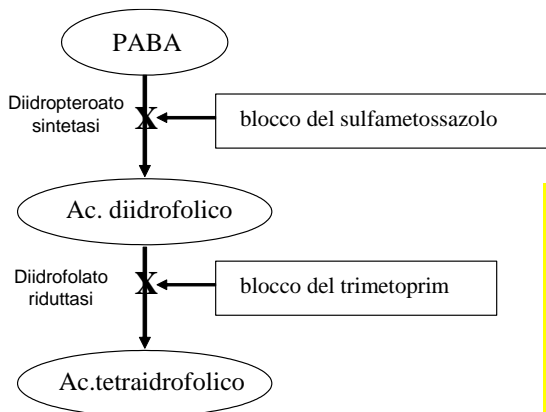 PABA
Diidropteroato
sintetasi
X
blocco del sulfametossazolo
Ac. diidrofolico
Diidrofolato
riduttasi
X
blocco del trimetoprim
Ac.tetraidrofolico